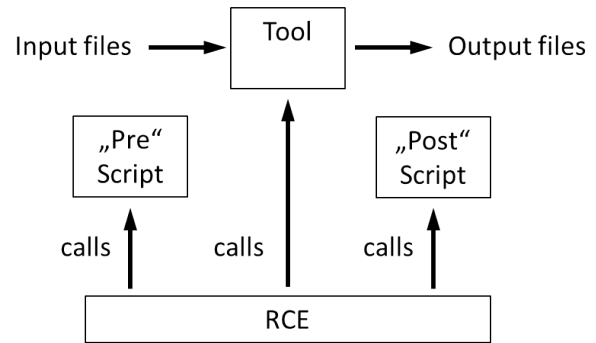 Input files
Tool
Output files
„Pre“
Script
„Post“
Script
calls
calls
calls
RCE